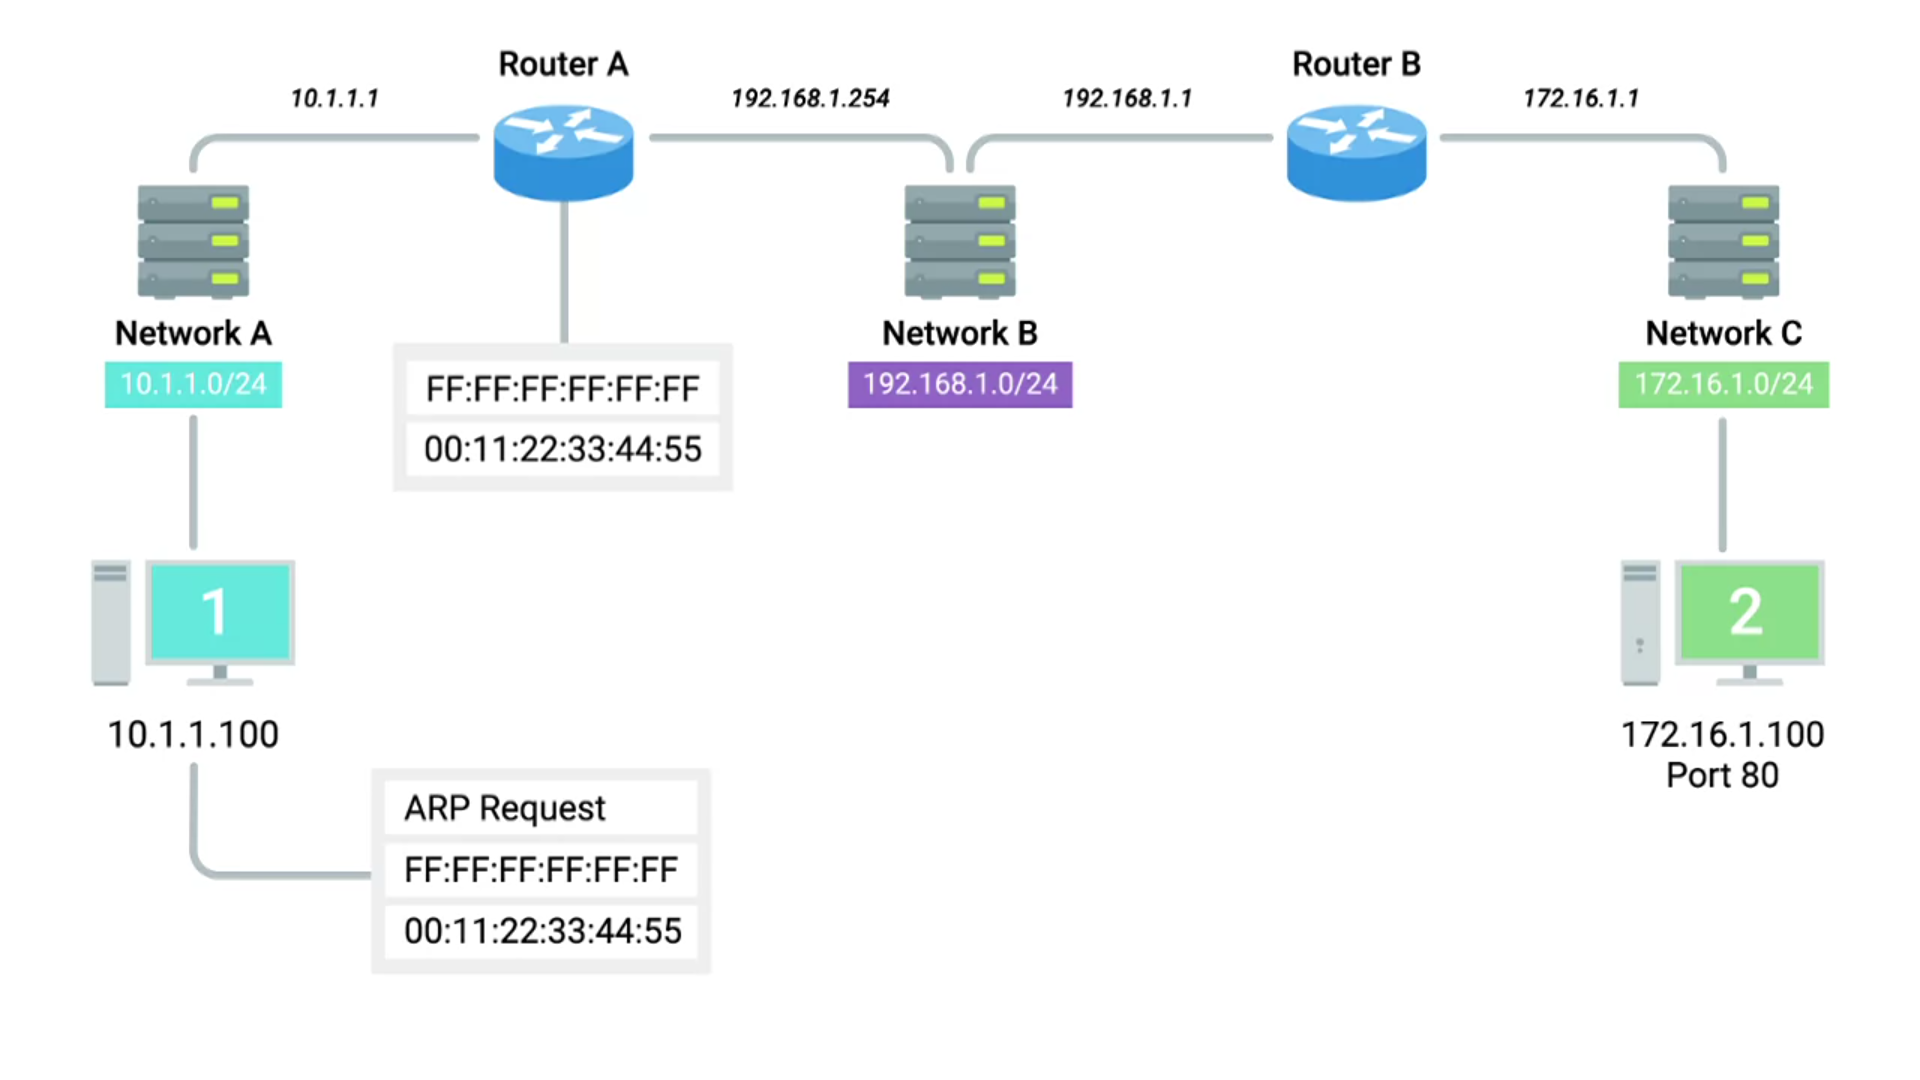 Router A
Router B
10.1.1.1
192.168.1.254
192.168.1.1
172.16.1.1
Network A
10.1.1.0/24
FF:FF:FF:FF:FF:FF
00:11:22:33:44:55
Network B
192.168.1.0/24
Network C
172.16.1.0/24
1
2
10.1.1.100
172.16.1.100
Port 80
ARP Request
FF:FF:FF:FF:FF:FF
00:11:22:33:44:55